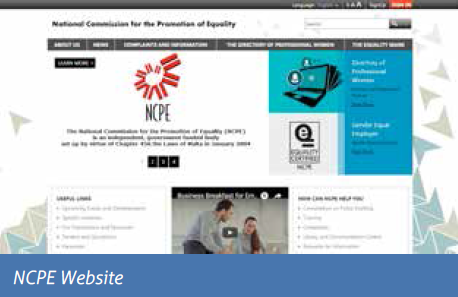 Language: English
A A A
SignUp
SIGN IN
National Commission for the Promotion of Equality
Search
ABOUT US
NEWS
COMPLAINTS AND INFORMATION
THE DIRECTORY OF PROFESSIONAL WOMEN
THE EQUALITY MARK
LEARN MORE
NCPE
The National Commission for the Promotion of Equality (NCPE)
is an independent, government funded body
set up by virtue of Chapter 456,the Laws of Malta in January 2004
2 3 4
Directory of
Professional
Women
e
EQUALITY
CERTIFIED
NCPE
Gender Equal
Employer
USEFUL LINKS
Business Breakfast for Em...
HOW CAN NCPE HELP YOU
Training
NCPE Website